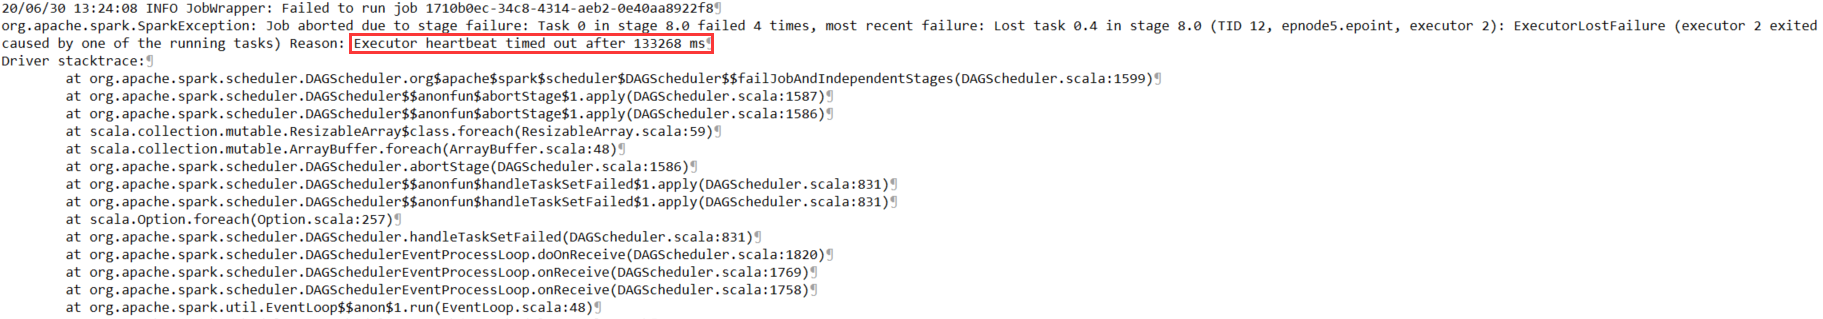 20/06/30 13:24:08 INFO JobWrapper: Failed to run job 1710b0ec-34c8-4314-aeb2-0e40aa8922f8¶
org.apache.spark.SparkException: Job aborted due to stage failure: Task 0 in stage 8.0 failed 4 times, most recent failure: Lost task 0.4 in stage 8.0 (TID 12, epnode5.epoint, executor 2): ExecutorLostFailure (executor 2 exited
caused by one of the running tasks) Reason: Executor heartbeat timed out after 133268 ms¶
Driver stacktrace:¶
at org.apache.spark.scheduler.DAGScheduler.org$apache$spark$scheduler$DAGScheduler$$failJobAndIndependentStages(DAGScheduler.scala:1599)¶
at org.apache.spark.scheduler.DAGScheduler$$anonfun$abortStage$1.apply(DAGScheduler.scala:1587)¶
at org.apache.spark.scheduler.DAGScheduler$$anonfun$abortStage$1.apply(DAGScheduler.scala:1586)¶
at scala.collection.mutable.ResizableArray$class.foreach(ResizableArray.scala:59)¶
at scala.collection.mutable.ArrayBuffer.foreach(ArrayBuffer.scala:48)¶
at org.apache.spark.scheduler.DAGScheduler.abortStage(DAGScheduler.scala:1586)¶
at org.apache.spark.scheduler.DAGScheduler$$anonfun$handleTaskSetFailed$1.apply(DAGScheduler.scala:831)¶
at org.apache.spark.scheduler.DAGScheduler$$anonfun$handleTaskSetFailed$1.apply(DAGScheduler.scala:831)¶
at scala.Option.foreach(Option.scala:257)¶
at org.apache.spark.scheduler.DAGScheduler.handleTaskSetFailed(DAGScheduler.scala:831)¶
at org.apache.spark.scheduler.DAGSchedulerEventProcessLoop.doOnReceive(DAGScheduler.scala:1820)¶
at org.apache.spark.scheduler.DAGSchedulerEventProcessLoop.onReceive(DAGScheduler.scala:1769)¶
at org.apache.spark.scheduler.DAGSchedulerEventProcessLoop.onReceive(DAGScheduler.scala:1758)¶
at org.apache.spark.util.EventLoop$$anon$1.run(EventLoop.scala:48)¶